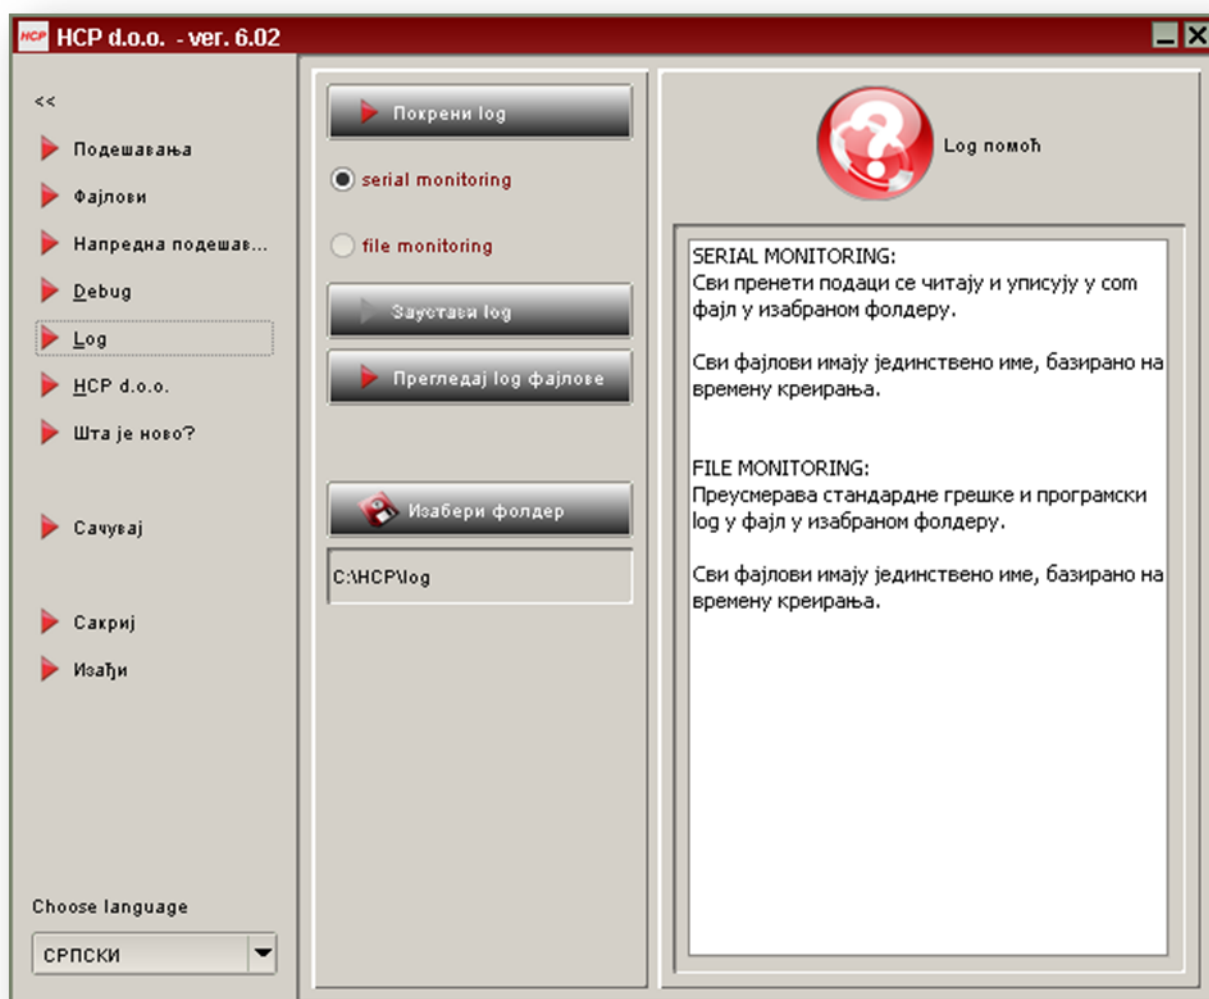 HCP HCP d.o.o. - ver. 6.02
<<
Подешавања
Фајлови
Напредна подешав...
Debug
Log
HCP d.o.o.
Шта је ново?
Сачувај
Сакриј
Изађи
Choose language
СРПСКИ
Покрени log
serial monitoring
file monitoring
Заустави log
Прегледај log фајлове
Изабери фолдер
C:\HCP\log
Log помоћ
SERIAL MONITORING:
Сви пренети подаци се читају и уписују у com
фајл у изабраном фолдеру.
Сви фајлови имају јединствено име, базирано на
времену креирања.
FILE MONITORING:
Преусмерава стандардне грешке и програмски
log у фајл у изабраном фолдеру.
Сви фајлови имају јединствено име, базирано на
времену креирања.